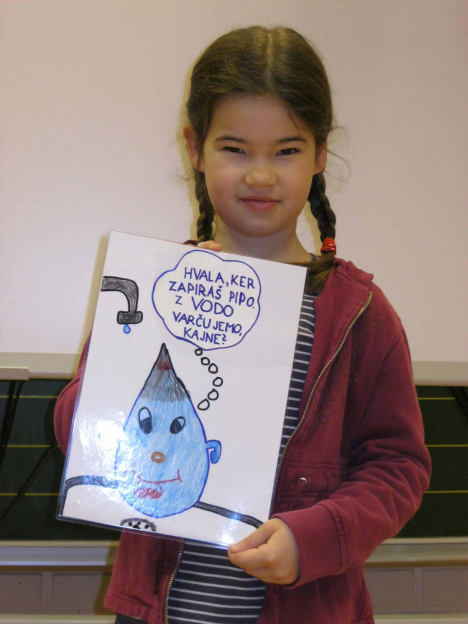 HVALA, KER
ZAPIRAŠ PIPO.
Z VODO
VARČUJEMO,
KAJNE?